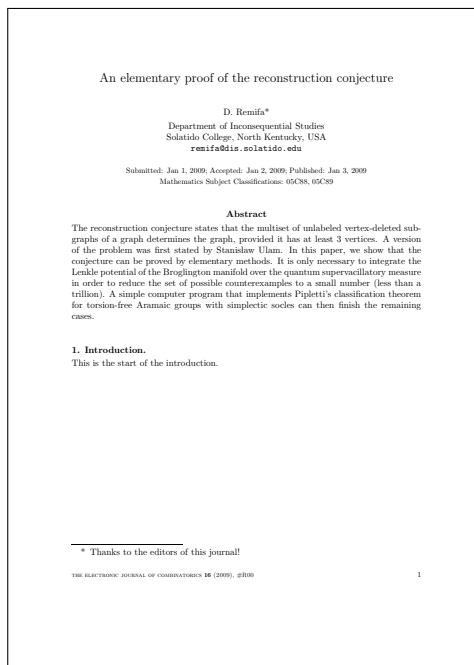 An elementary proof of the reconstruction conjecture
D. Remifa*
Department of Inconsequential Studies
Solatido College, North Kentucky, USA
remifa@dis.solatido.edu
Submitted: Jan 1, 2009; Accepted: Jan 2, 2009; Published: Jan 3, 2009
Mathematics Subject Classifications: 05C88, 05C89
Abstract
The reconstruction conjecture states that the multiset of unlabeled vertex-deleted sub-
graphs of a graph determines the graph, provided it has at least 3 vertices. A version
of the problem was first stated by Stanisław Ulam. In this paper, we show that the
conjecture can be proved by elementary methods. It is only necessary to integrate the
Lenkle potential of the Broglington manifold over the quantum supervacillatory measure
in order to reduce the set of possible counterexamples to a small number (less than a
trillion). A simple computer program that implements Pipletti's classification theorem
for torsion-free Aramaic groups with simplectic socles can then finish the remaining
cases.
1. Introduction.
This is the start of the introduction.
* Thanks to the editors of this journal!
THE ELECTRONIC JOURNAL OF COMBINATORICS 16 (2009), #R00 1